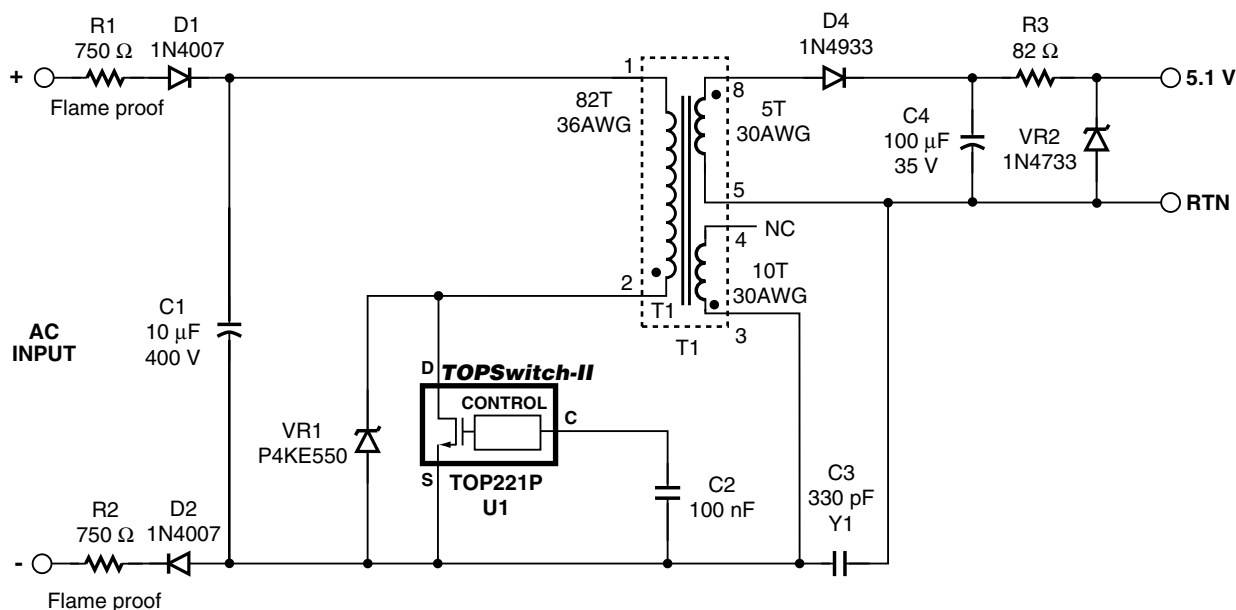 R1
750 Ω
D1
1N4007
+
Flame proof
1
82T
36AWG
8
5T
30AWG
5
4
NC
10T
30AWG
3
2
T1
T1
D4
1N4933
R3
82 Ω
5.1 V
C4
100 µF
35 V
VR2
1N4733
RTN
C1
10 µF
400 V
AC
INPUT
D
TOPSwitch-II
CONTROL
C
VR1
P4KE550
S
TOP221P
U1
C2
100 nF
C3
330 pF
Y1
R2
750 Ω
D2
1N4007
-
Flame proof